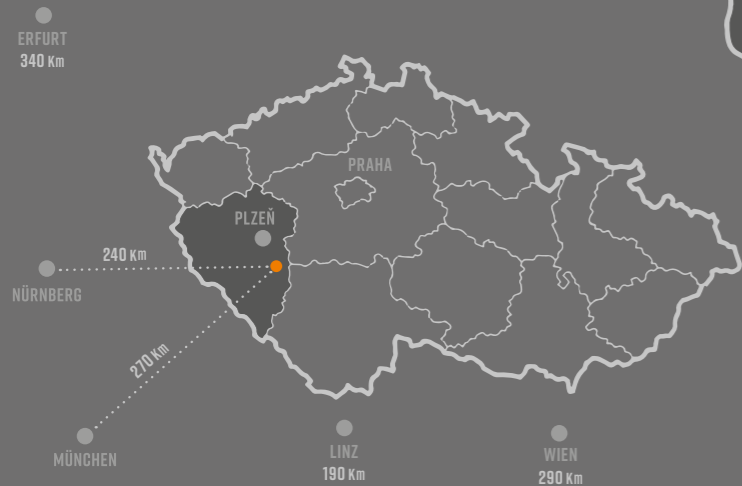 ERFURT
340 Km
PRAHA
PLZEŇ
240 Km
NÜRNBERG
270 Km
MÜNCHEN
LINZ
190 Km
WIEN
290 Km